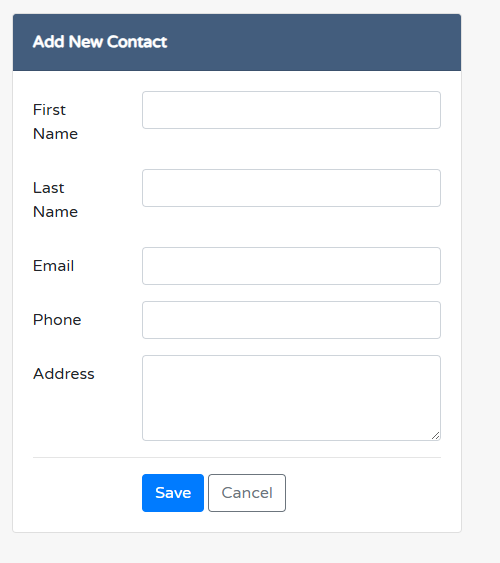 Add New Contact
First
Name
Last
Name
Email
Phone
Address
Save Cancel